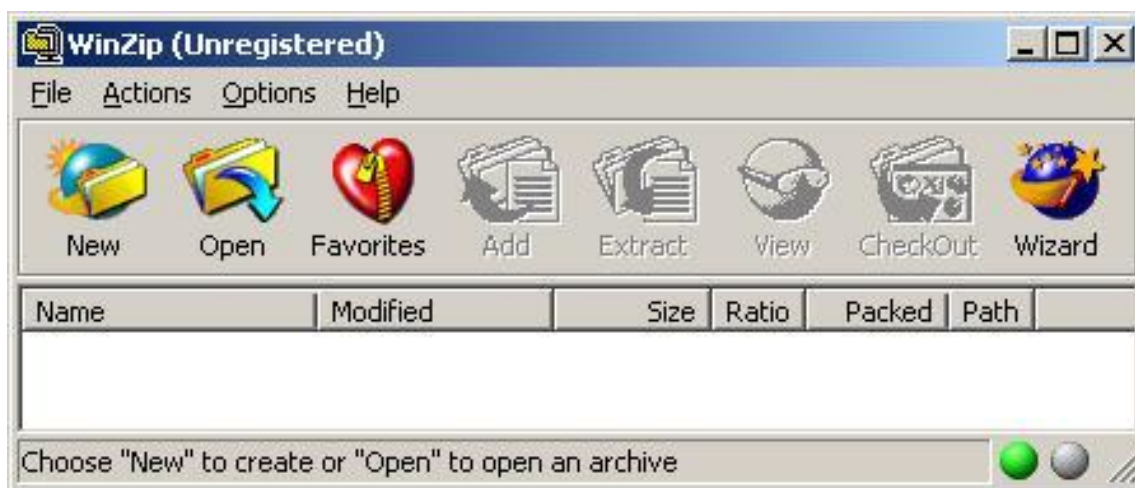 WinZip (Unregistered)
File Actions Options Help
New Open Favorites Add Extract View CheckOut Wizard
Name Modified Size Ratio Packed Path
Choose "New" to create or "Open" to open an archive